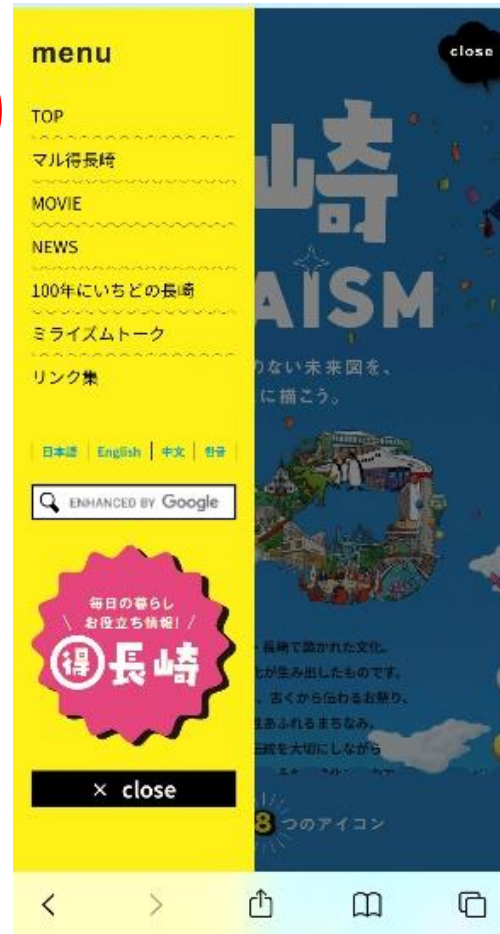 menu
close
TOP
マル得長崎
MOVIE
NEWS
100年にいちどの長崎
ミライズムトーク
リンク集
日本語 English 中文 한글
ENHANCED BY Google
毎日の暮らし
\ お役立ち情報! /
得 長崎
× close
崎
AISM
のない未来図を、
に描こう。
・長崎で築かれた文化。
化が生み出したものです。
、古くから伝わるお祭り、
性あふれるまちなみ。
伝統を大切にしながら
8つのアイコン